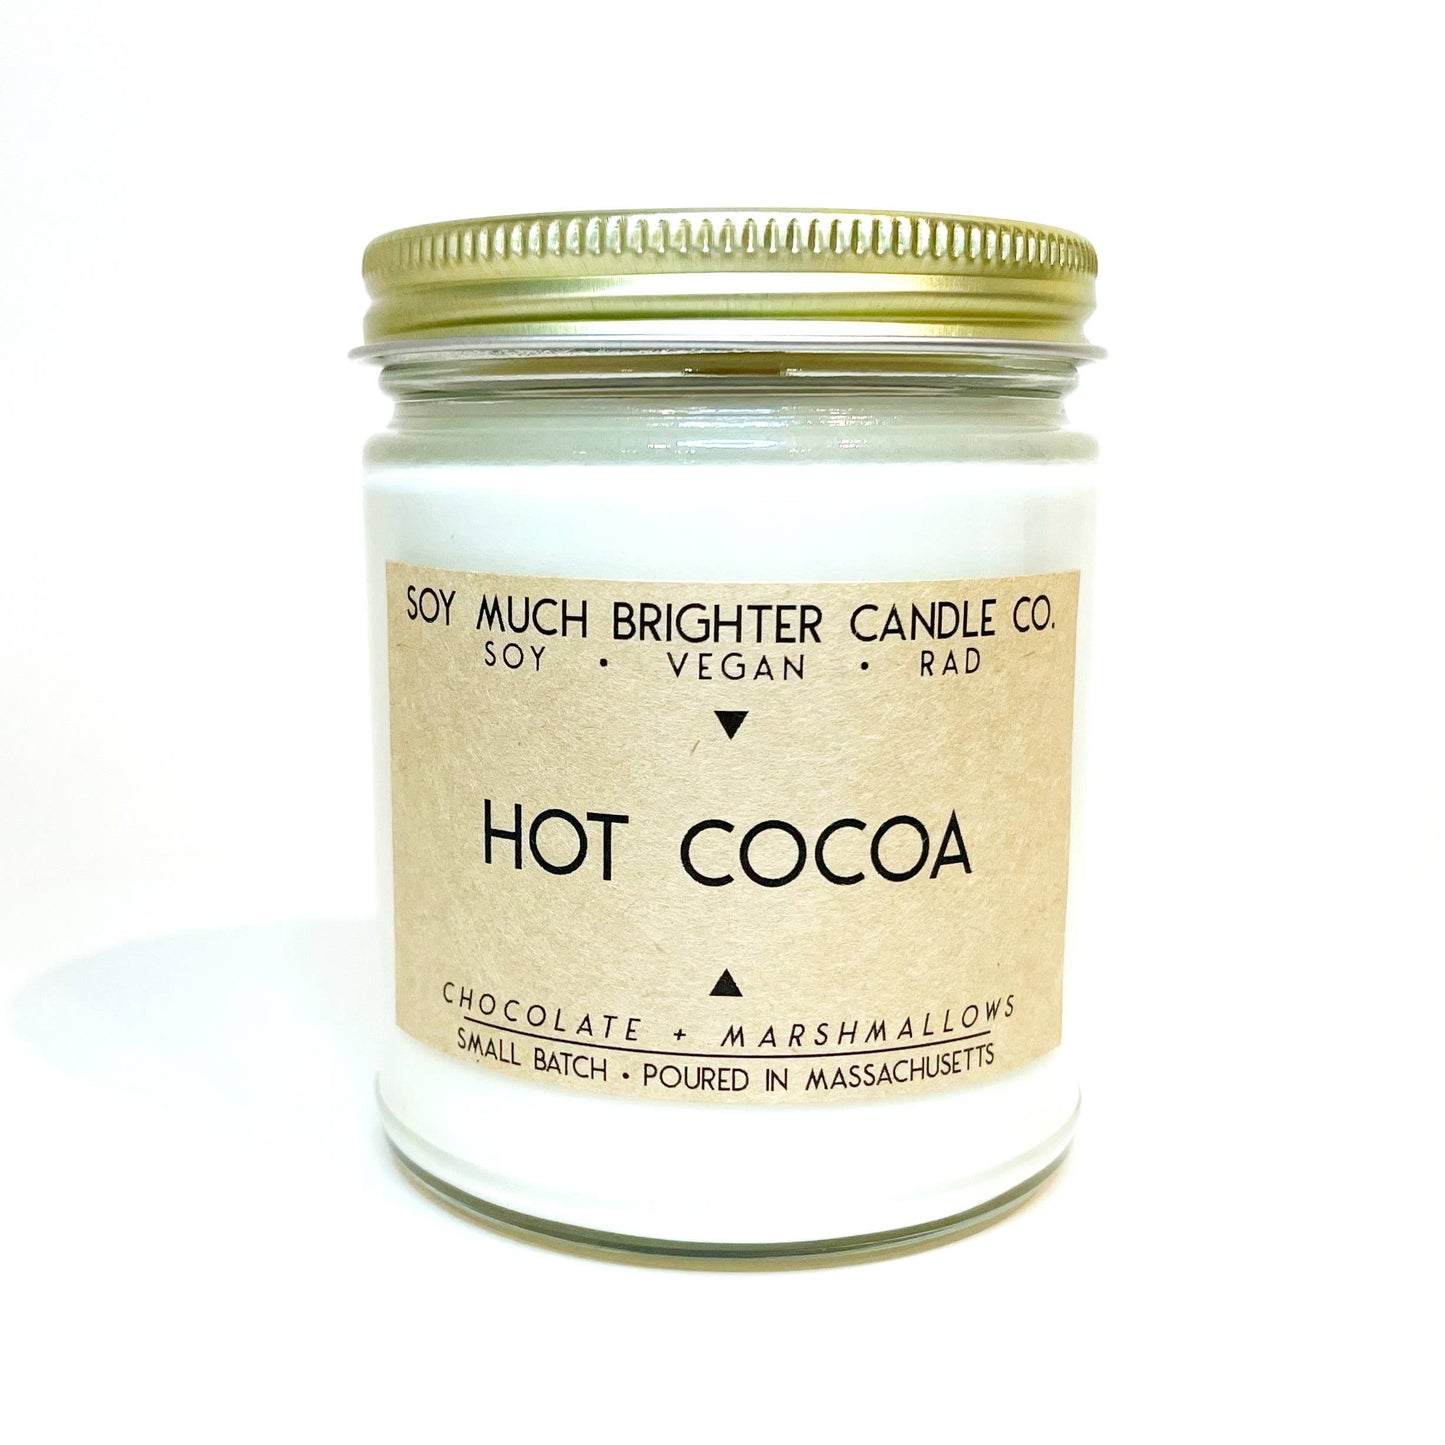 SOY MUCH BRIGHTER CANDLE CO.
SOY • VEGAN • RAD
HOT COCOA
CHOCOLATE + MARSHMALLOWS
SMALL BATCH • POURED IN MASSACHUSETTS